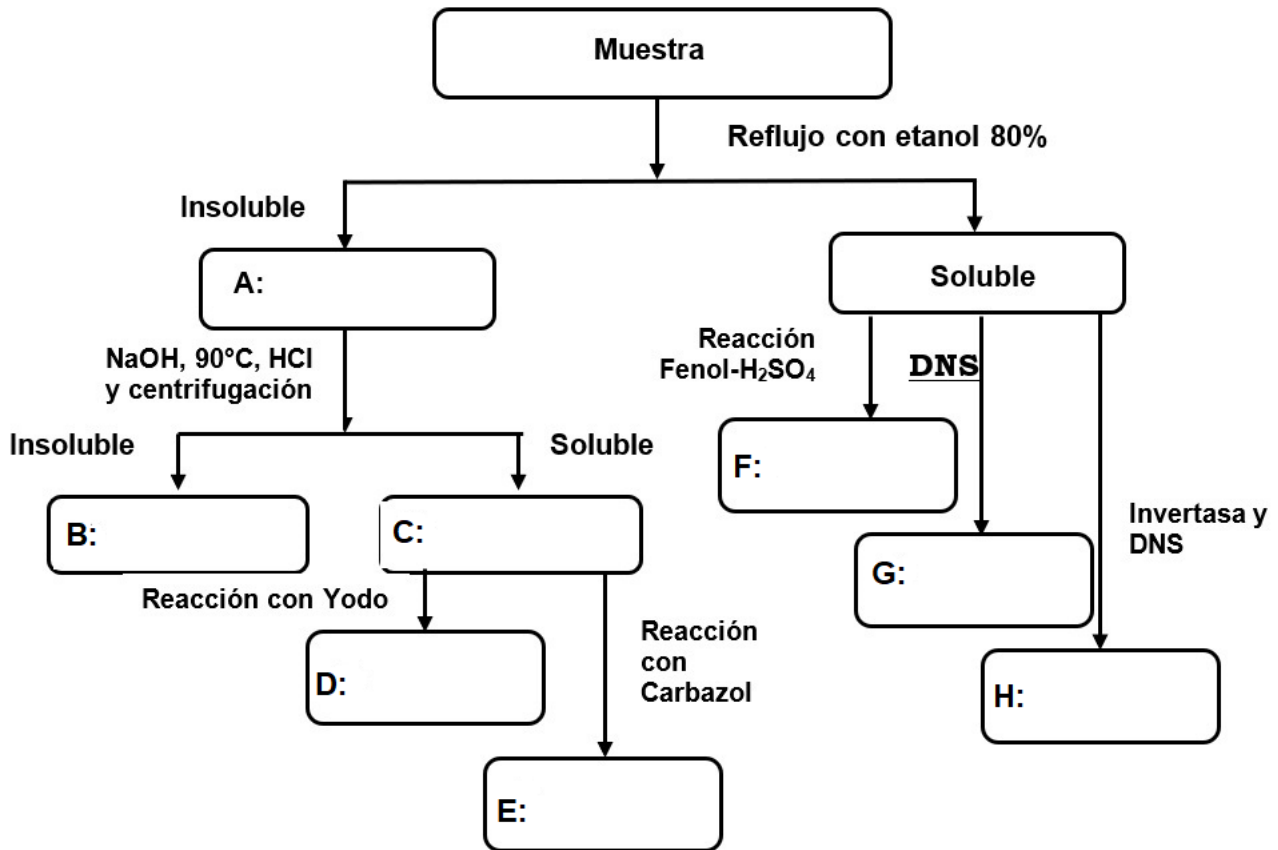 Muestra
Reflujo con etanol 80%
Insoluble
A:
Soluble
NaOH, 90°C, HCl
y centrifugación
Reacción
Fenol-H₂SO₄
DNS
Insoluble
Soluble
F:
B:
C:
Invertasa y
DNS
G:
Reacción con Yodo
Reacción
con
Carbazol
D:
H:
E: